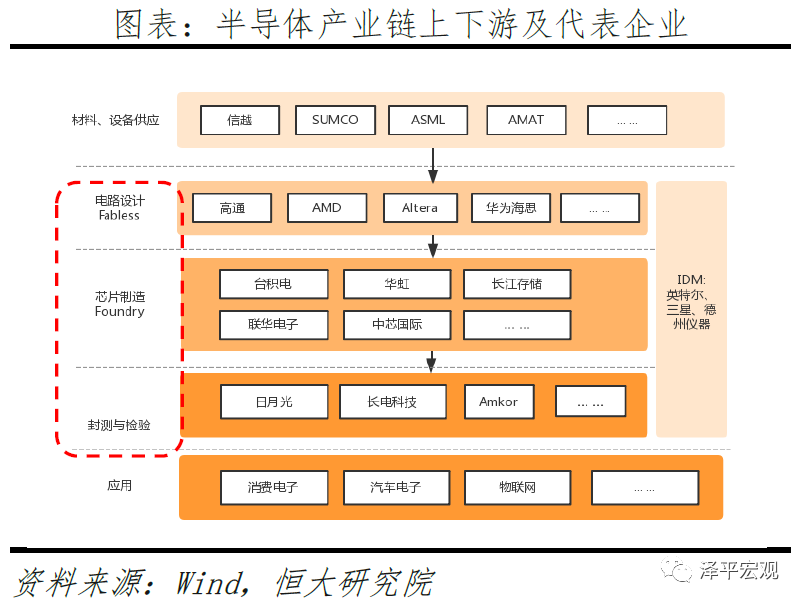 图表：半导体产业链上下游及代表企业
材料、设备供应
信越
SUMCO
ASML
AMAT
... ...
电路设计
Fabless
高通
AMD
Altera
华为海思
... ...
芯片制造
Foundry
台积电
华虹
长江存储
联华电子
中芯国际
... ...
IDM:
英特尔、
三星、德
州仪器
封测与检验
日月光
长电科技
Amkor
... ...
应用
消费电子
汽车电子
物联网
... ...
资料来源：Wind，恒大研究院
泽平宏观